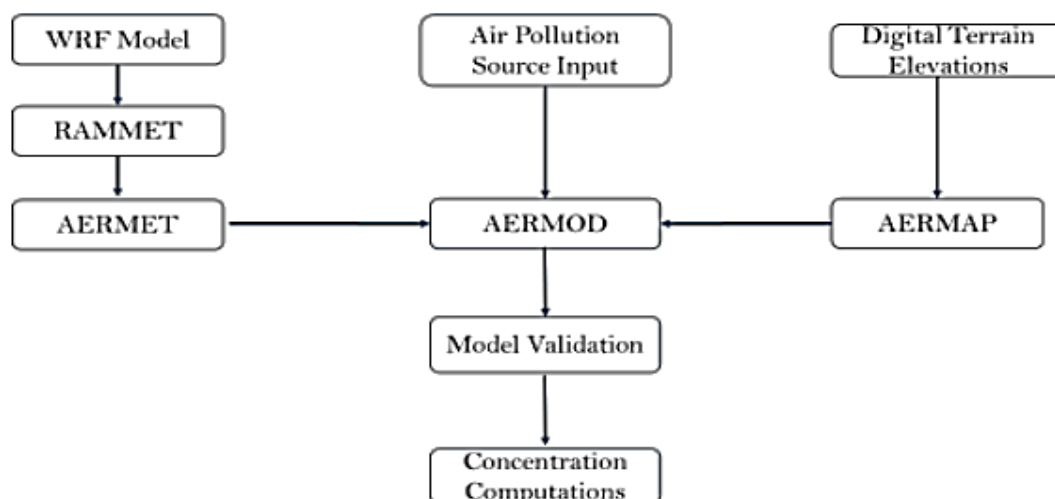 WRF Model
Air Pollution
Source Input
Digital Terrain
Elevations
RAMMET
AERMET
AERMOD
AERMAP
Model Validation
Concentration
Computations